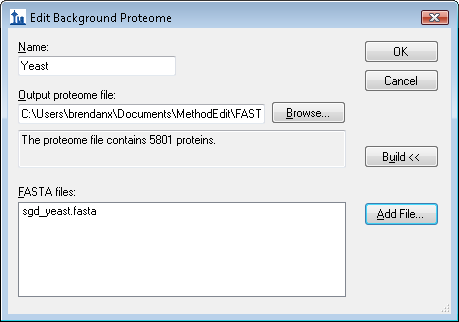 Edit Background Proteome
Name:
Yeast
OK
Cancel
Output proteome file:
C:\Users\brendanx\Documents\MethodEdit\FAST
Browse...
The proteome file contains 5801 proteins.
Build <<
FASTA files:
sgd_yeast.fasta
Add File...